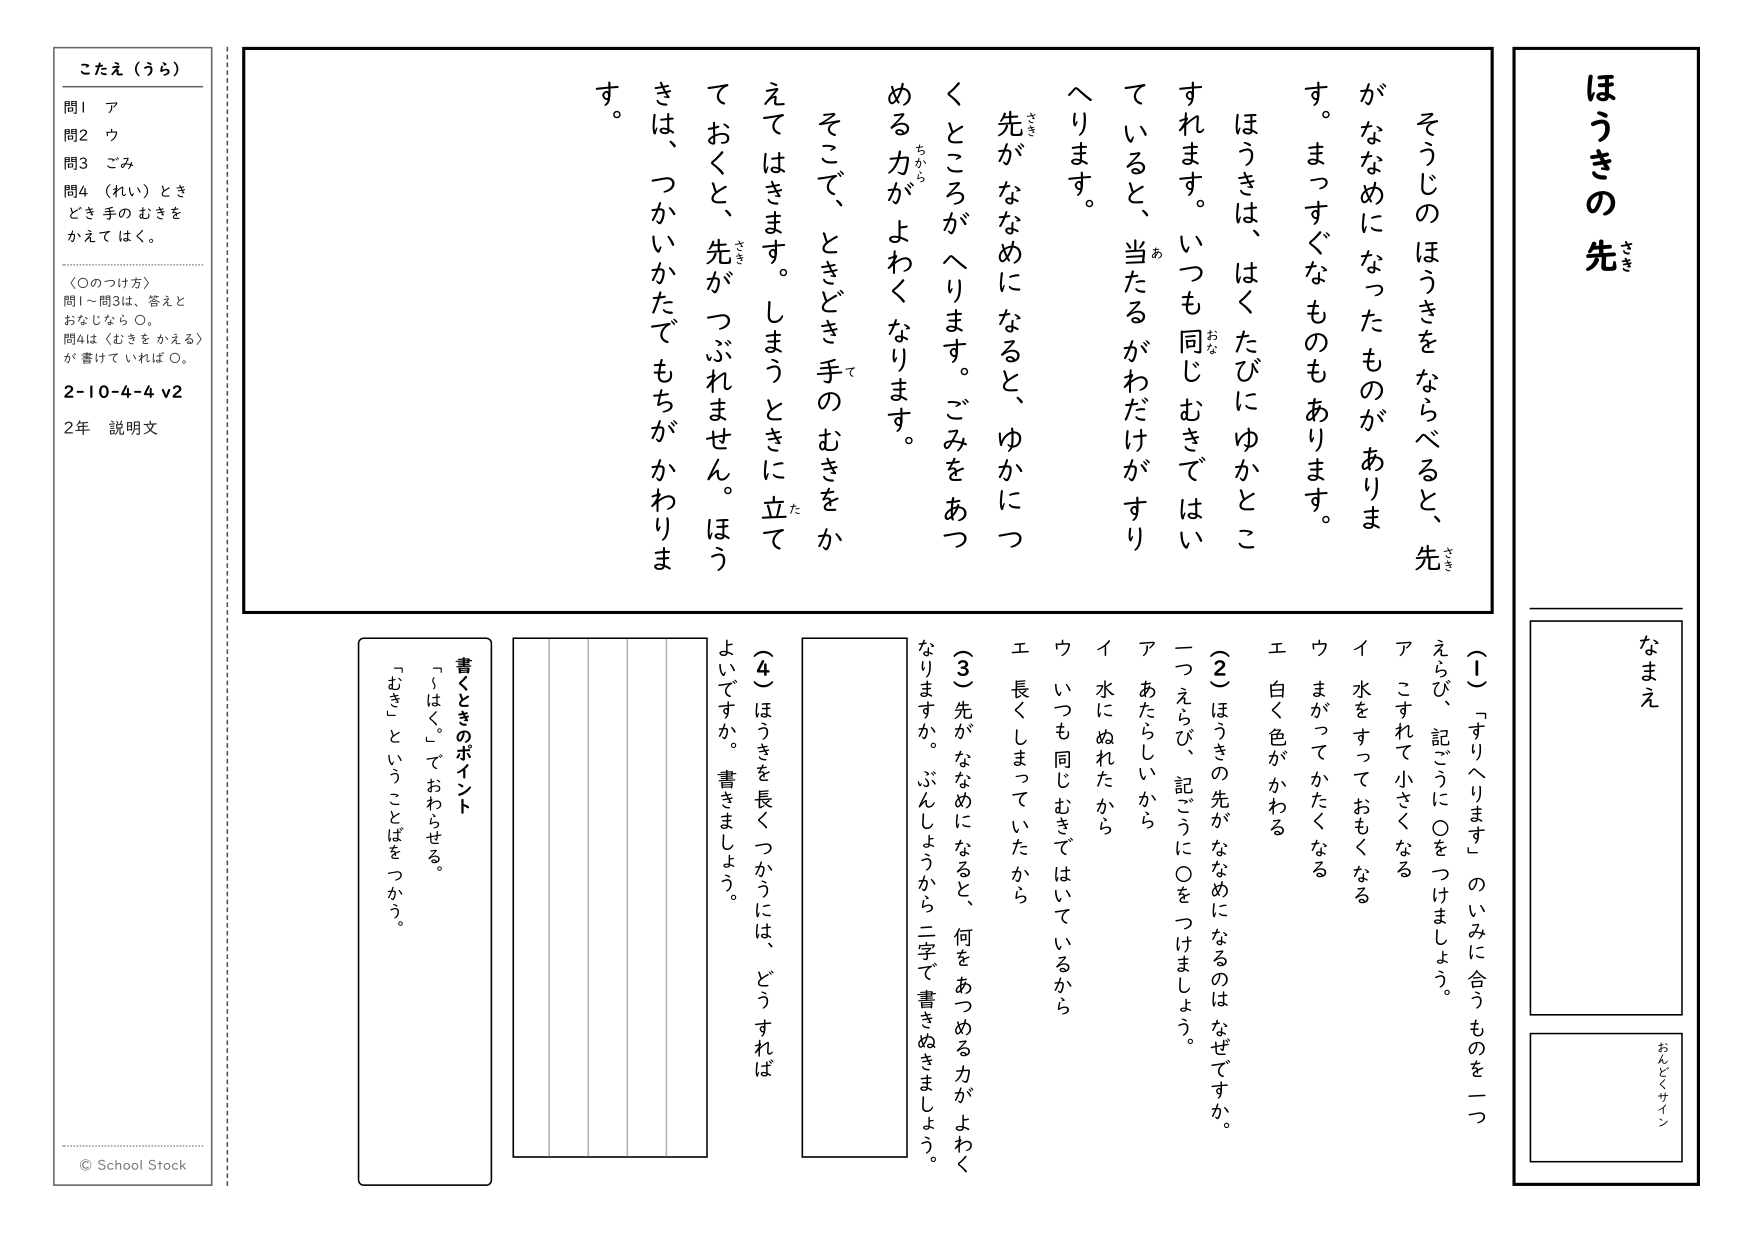 ほうきの 先
さき
なまえ
おんどくサイン
そうじの ほうきを ならべると、先
さき
が ななめに なった ものが ありま
す。まっすぐな ものも あります。
ほうきは、はく たびに ゆかと こ
すれます。いつも 同じ むきで はい
おな
て いると、当たる がわだけが すり
あ
へります。
先が ななめに なると、ゆかに つ
さき
く ところが へります。ごみを あつ
める 力が よわく なります。
ちから
そこで、ときどき 手の むきを か
て
えて はきます。しまう ときに 立て
た
て おくと、先が つぶれません。ほう
さき
きは、つかいかたで もちが かわりま
す。
(1) 「すりへります」の いみに 合う ものを 一つ
えらび、記ごうに ○を つけましょう。
ア こすれて 小さく なる
イ 水を すって おもく なる
ウ まがって かたく なる
エ 白く 色が かわる
(2) ほうきの 先が ななめに なるのは なぜですか。
一つ えらび、記ごうに ○を つけましょう。
ア あたらしい から
イ 水に ぬれた から
ウ いつも 同じ むきで はいて いるから
エ 長く しまって いた から
(3) 先が ななめに なると、何を あつめる 力が よわく
なりますか。ぶんしょうから 二字で 書きぬきましょう。
(4) ほうきを 長く つかうには、どう すれば
よいですか。書きましょう。
書くときのポイント
「〜はく。」で おわらせる。
「むき」と いう ことばを つかう。
こたえ（うら）
問1 ア
問2 ウ
問3 ごみ
問4 （れい）とき
どき 手の むきを
かえて はく。
〈○のつけ方〉
問1〜問3は、答えと
おなじなら ○。
問4は〈むきを かえる〉
が 書けて いれば ○。
2-10-4-4 v2
2年 説明文
© School Stock